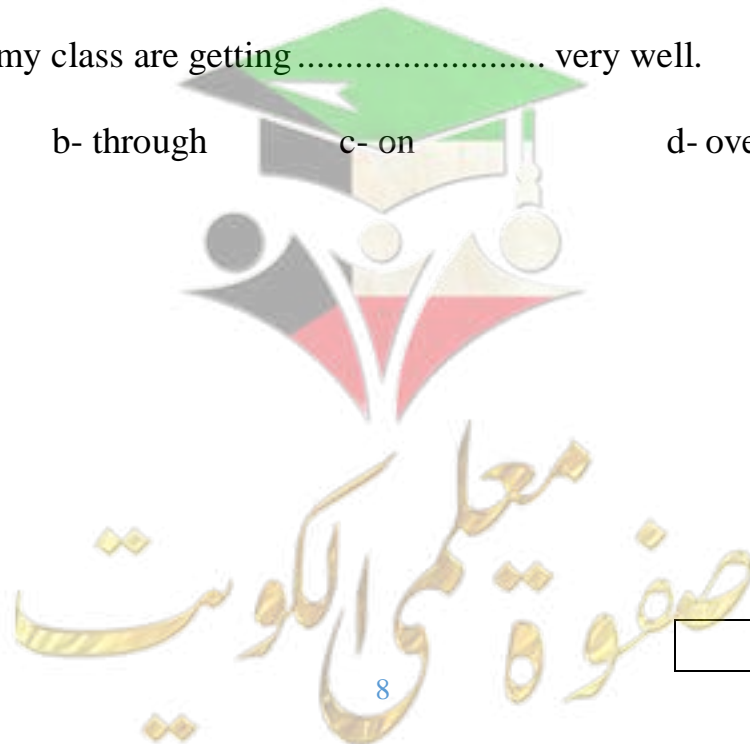 my class are getting ......................... very well.
b- through c- on d- ove
صفوة معلمي الكويت
8